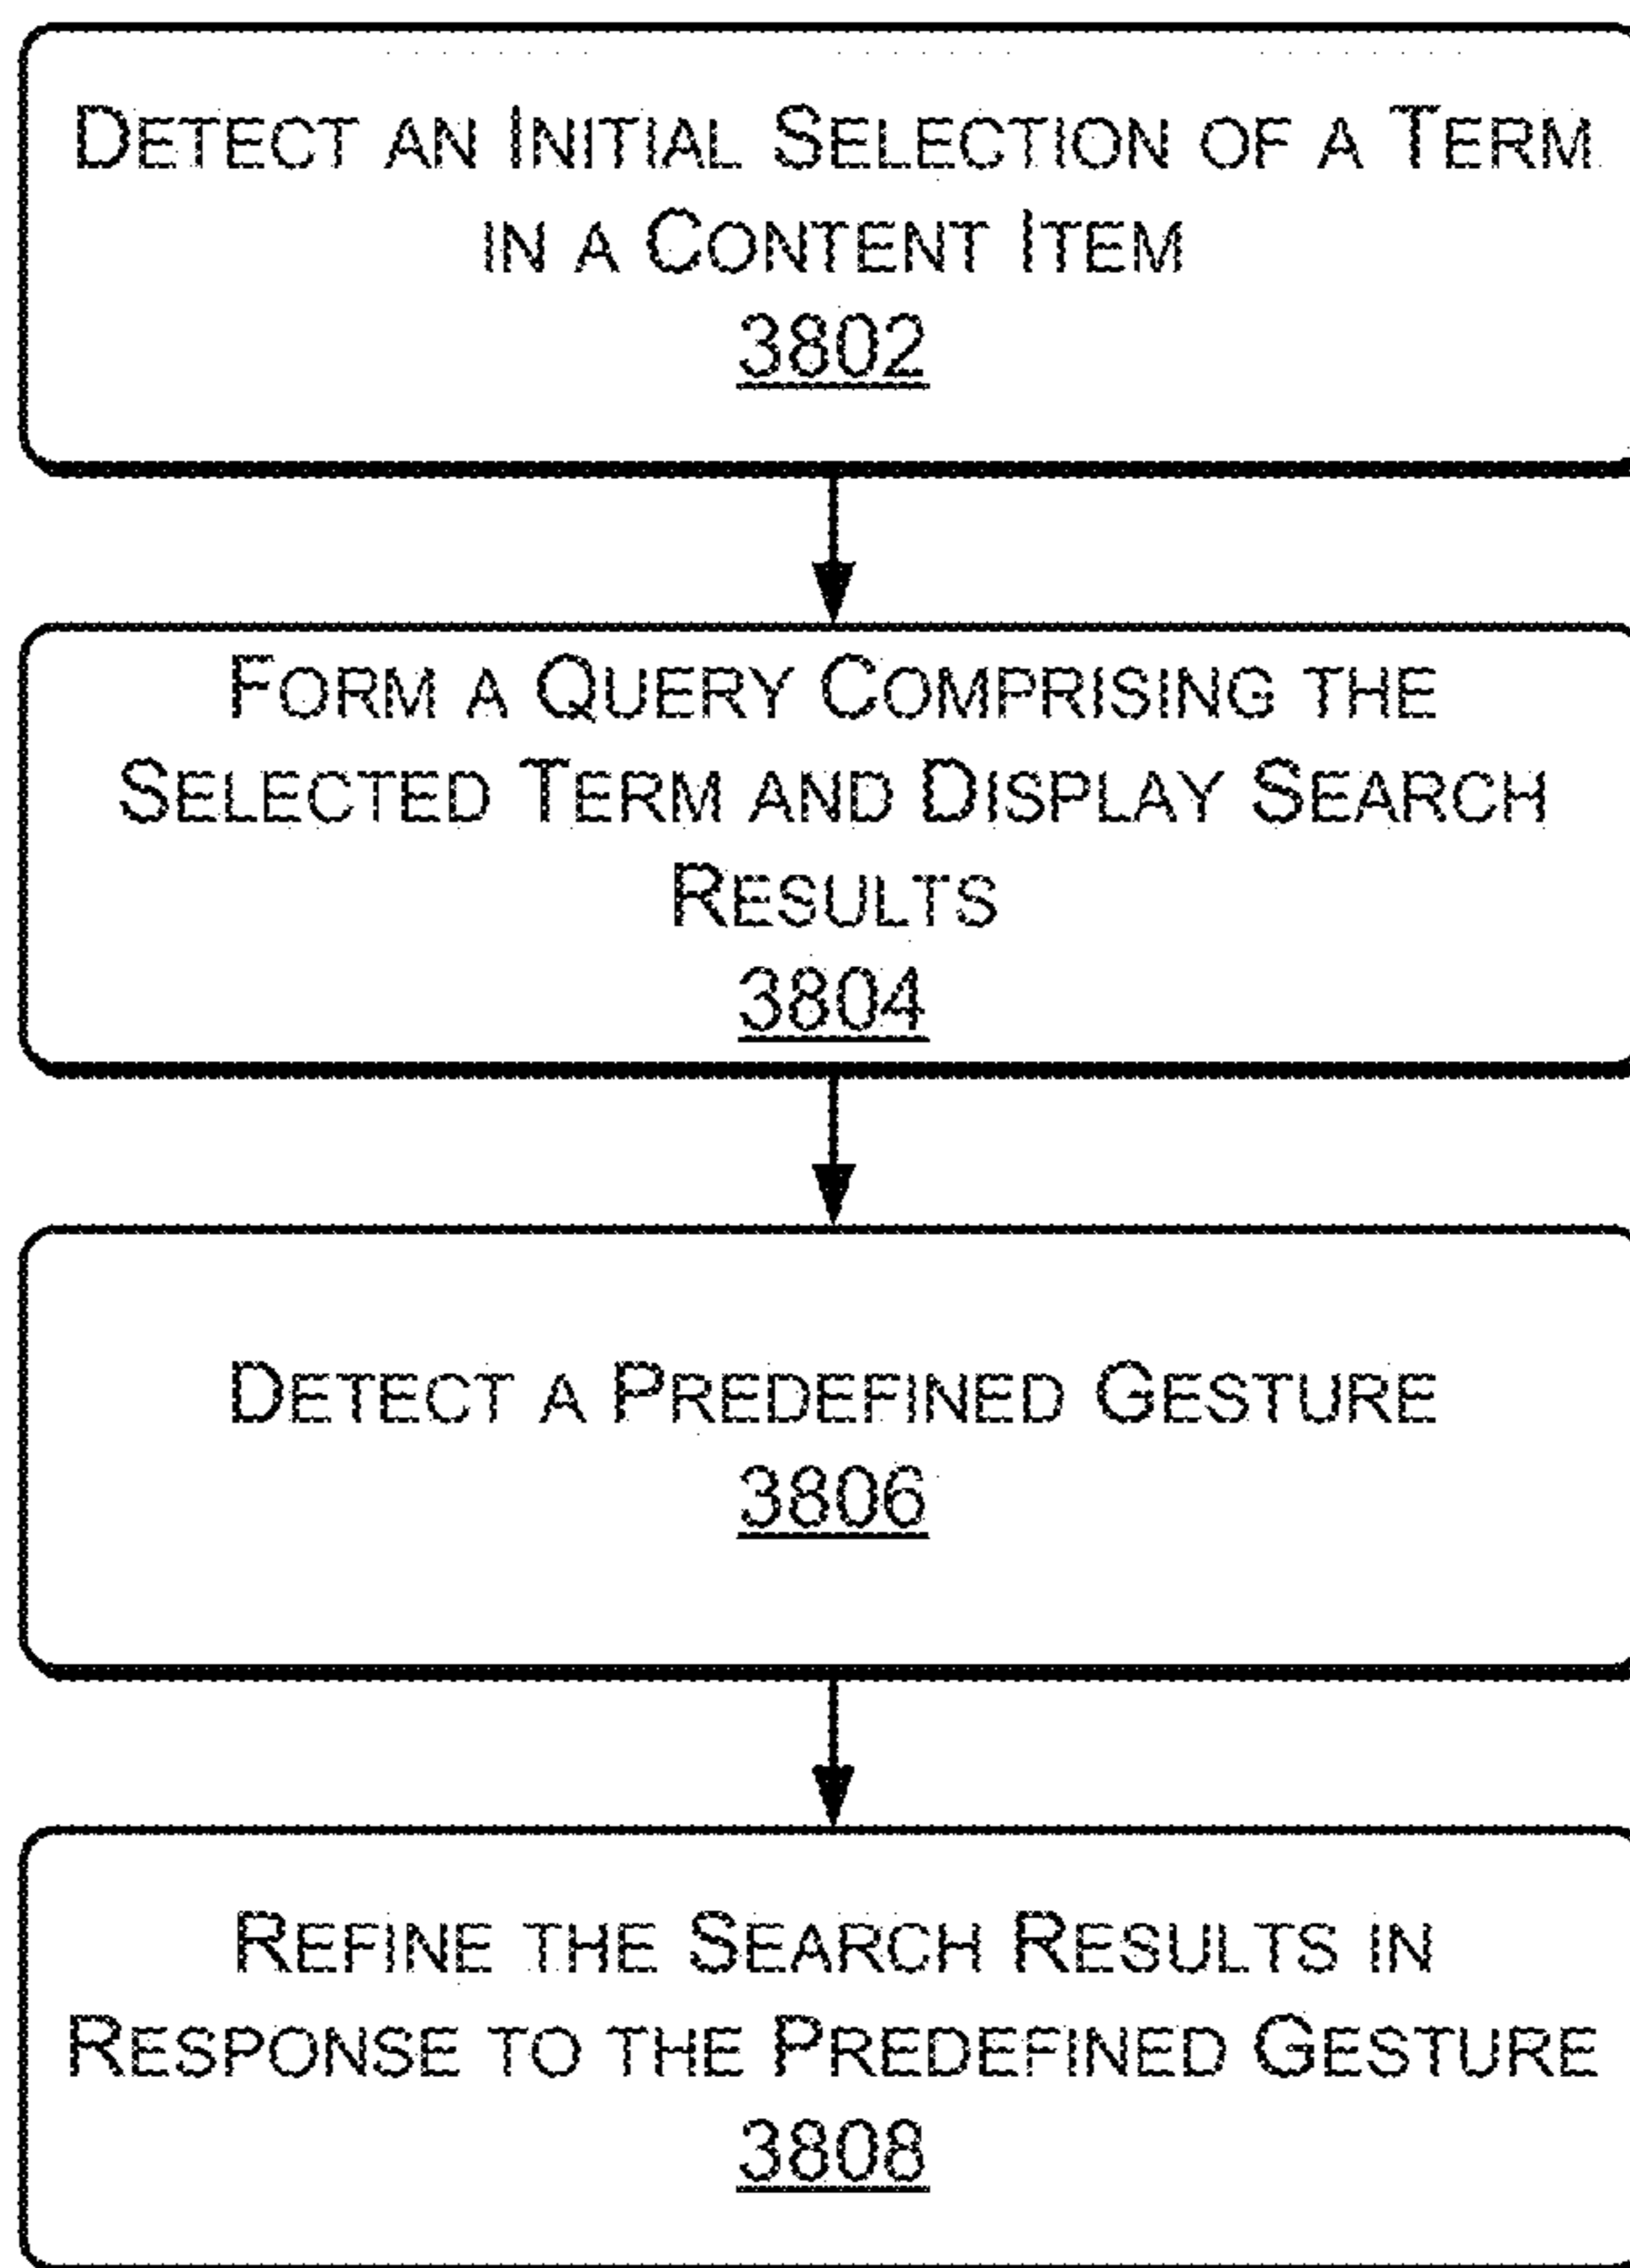 DETECT AN INITIAL SELECTION OF A TERM
IN A CONTENT ITEM
3802
FORM A QUERY COMPRISING THE
SELECTED TERM AND DISPLAY SEARCH
RESULTS
3804
DETECT A PREDEFINED GESTURE
3806
REFINE THE SEARCH RESULTS IN
RESPONSE TO THE PREDEFINED GESTURE
3808